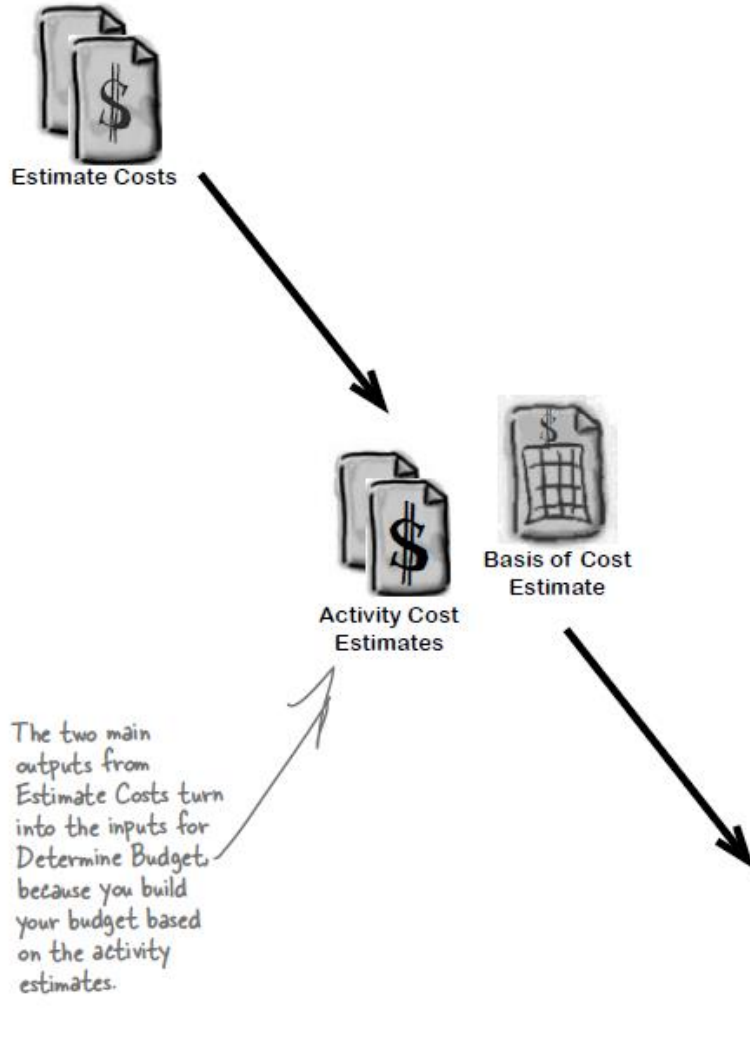 Estimate Costs
Basis of Cost
Estimate
Activity Cost
Estimates
The two main
outputs from
Estimate Costs turn
into the inputs for
Determine Budget,
because you build
your budget based
on the activity
estimates.